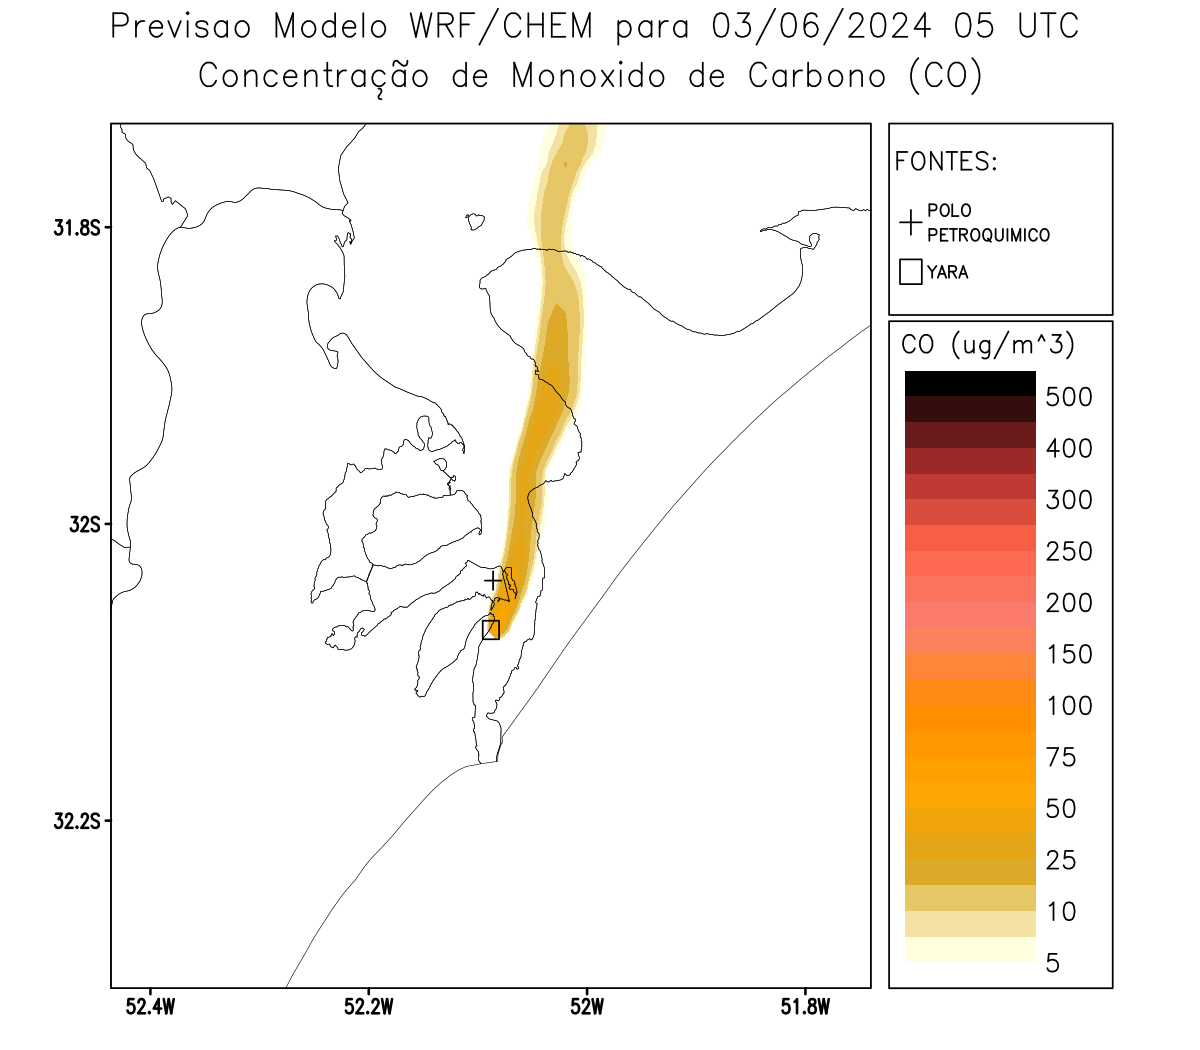 Previsao Modelo WRF/CHEM para 03/06/2024 05 UTC
Concentração de Monoxido de Carbono (CO)
FONTES:
POLO
PETROQUIMICO
YARA
31.8S
32S
32.2S
52.4W
52.2W
52W
51.8W
CO (ug/m^3)
500
400
300
250
200
150
100
75
50
25
10
5